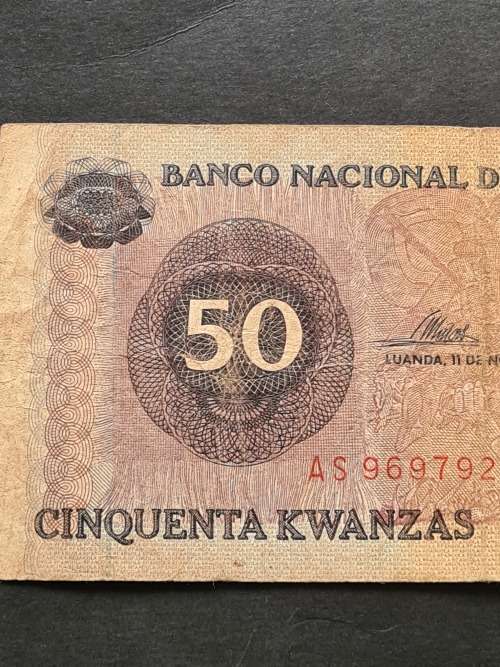 BANCO NACIONAL D
50
LUANDA, 11 DE N
AS 969792
CINQUENTA KWANZAS